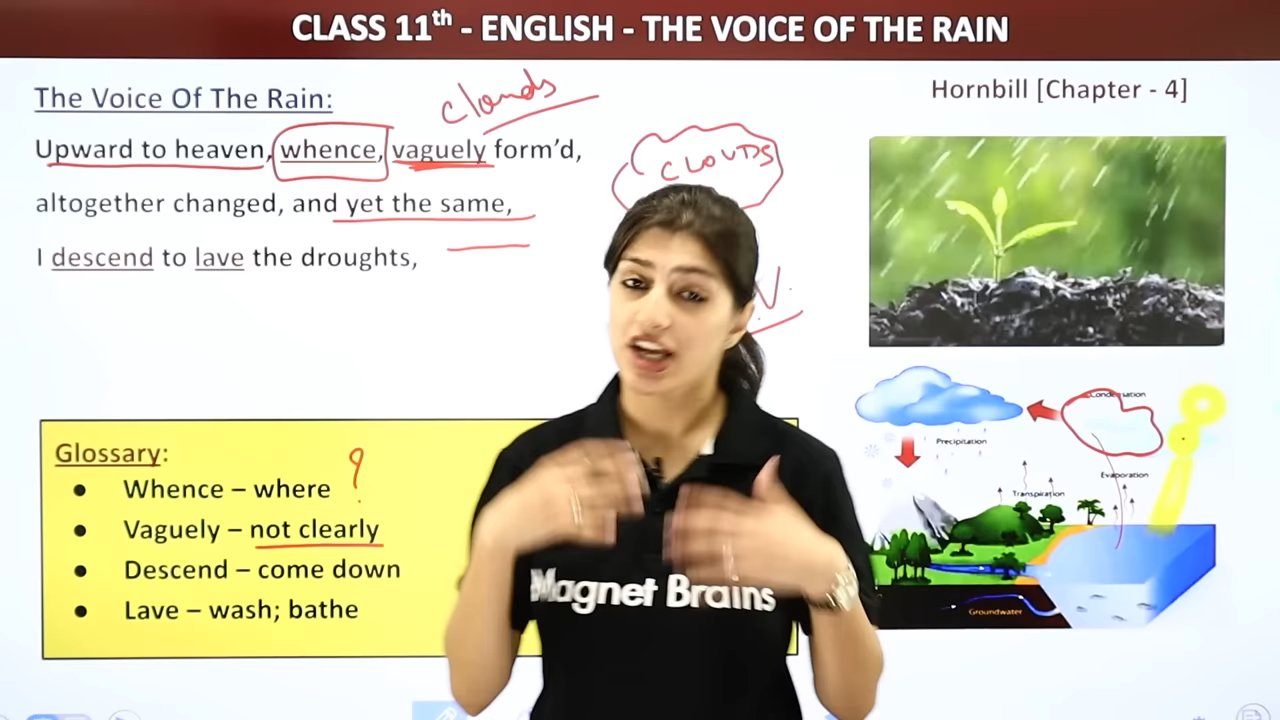 CLASS 11th - ENGLISH - THE VOICE OF THE RAIN
The Voice Of The Rain:
clouds
Hornbill [Chapter - 4]
Upward to heaven, whence, vaguely form’d,
CLOUDS
altogether changed, and yet the same,
I descend to lave the droughts,
Glossary:
Whence – where ?
Vaguely – not clearly
Descend – come down
Lave – wash; bathe
Condensation
Precipitation
Evaporation
Transpiration
Groundwater
Magnet Brains